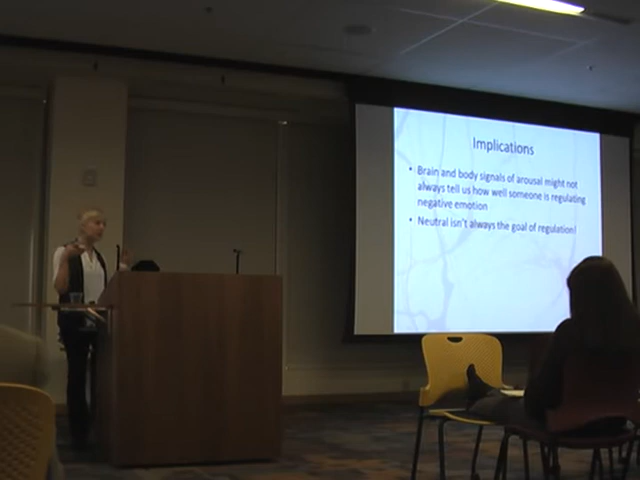 Implications
• Brain and body signals of arousal might not
always tell us how well someone is regulating
negative emotion
• Neutral isn't always the goal of regulation!